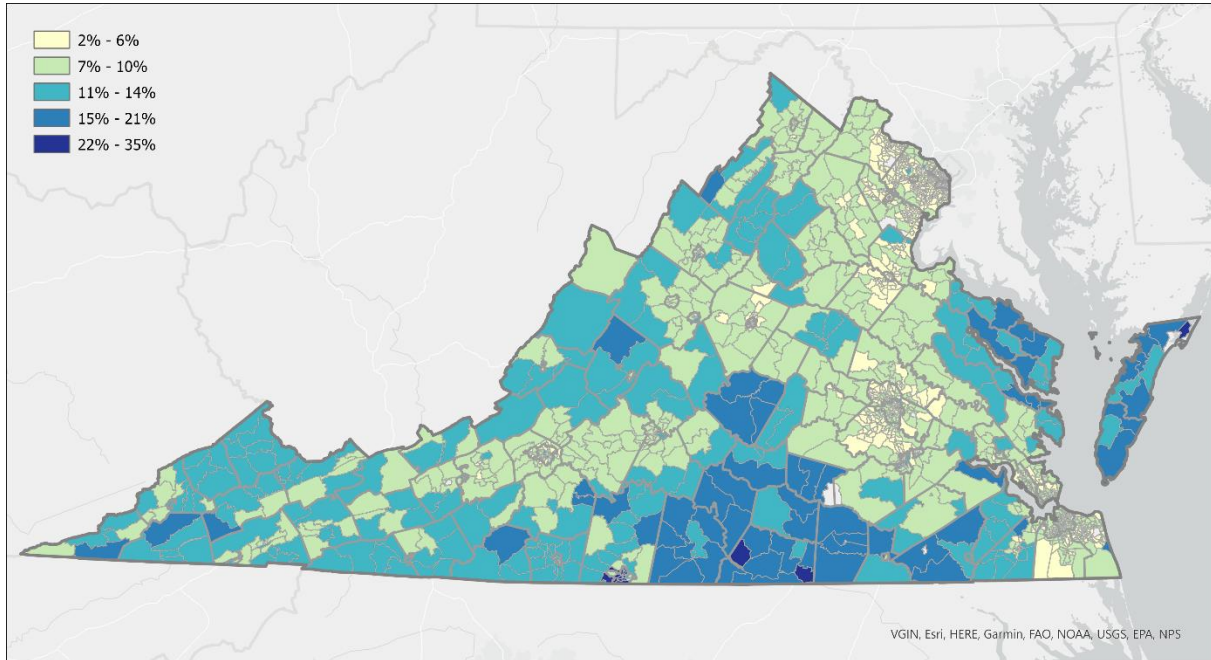 2% - 6%
7% - 10%
11% - 14%
15% - 21%
22% - 35%
VGIN, Esri, HERE, Garmin, FAO, NOAA, USGS, EPA, NPS